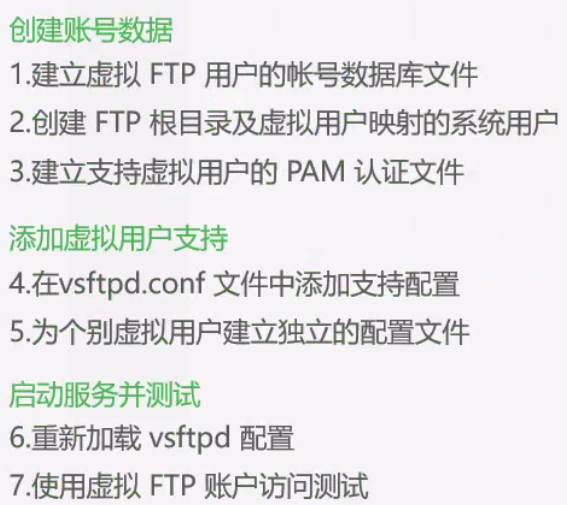 创建账号数据
1.建立虚拟 FTP 用户的帐号数据库文件
2.创建 FTP 根目录及虚拟用户映射的系统用户
3.建立支持虚拟用户的 PAM 认证文件
添加虚拟用户支持
4.在vsftpd.conf 文件中添加支持配置
5.为个别虚拟用户建立独立的配置文件
启动服务并测试
6.重新加载 vsftpd 配置
7.使用虚拟 FTP 账户访问测试